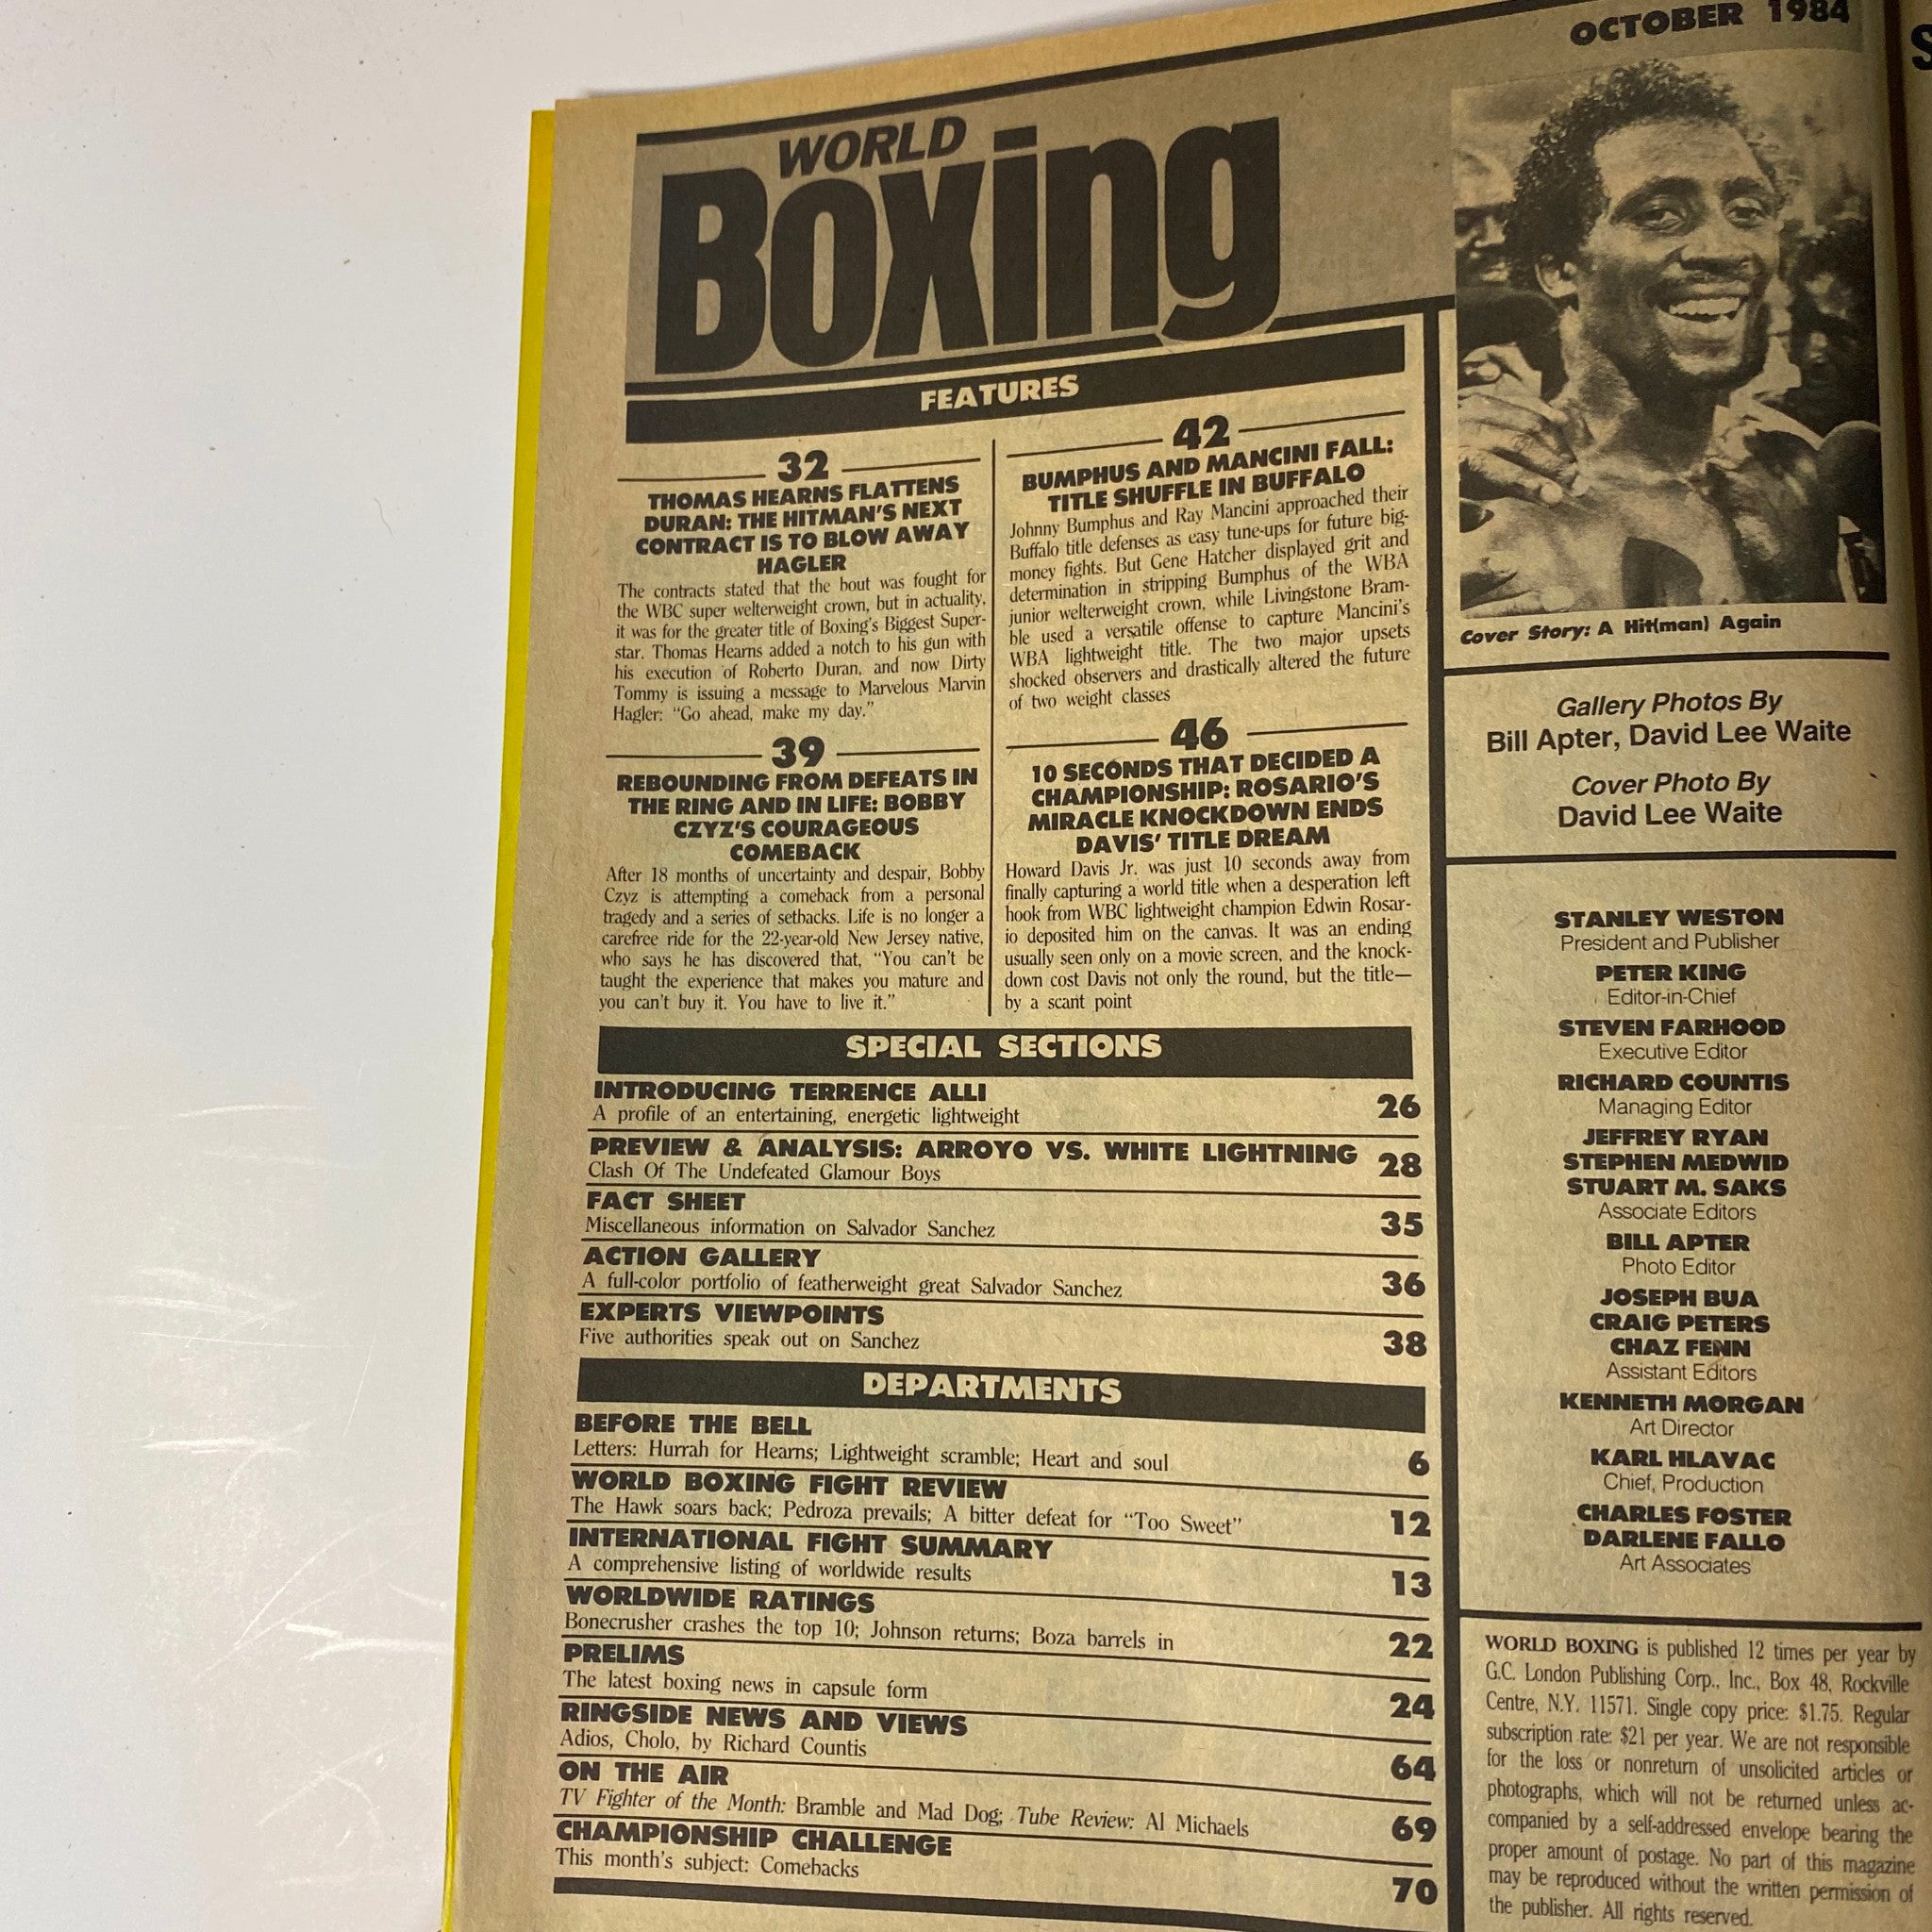 OCTOBER 1984
S
WORLD
BOXING
FEATURES
32
THOMAS HEARNS FLATTENS
DURAN: THE HITMAN'S NEXT
CONTRACT IS TO BLOW AWAY
HAGLER
The contracts stated that the bout was fought for
the WBC super welterweight crown, but in actuality,
it was for the greater title of Boxing's Biggest Super-
star. Thomas Hearns added a notch to his gun with
his execution of Roberto Duran, and now Dirty
Tommy is issuing a message to Marvelous Marvin
Hagler: "Go ahead, make my day."
39
REBOUNDING FROM DEFEATS IN
THE RING AND IN LIFE: BOBBY
CZYZ'S COURAGEOUS
COMEBACK
After 18 months of uncertainty and despair, Bobby
Czyz is attempting a comeback from a personal
tragedy and a series of setbacks. Life is no longer a
carefree ride for the 22-year-old New Jersey native,
who says he has discovered that, "You can't be
taught the experience that makes you mature and
you can't buy it. You have to live it."
42
BUMPHUS AND MANCINI FALL:
TITLE SHUFFLE IN BUFFALO
Johnny Bumphus and Ray Mancini approached their
Buffalo title defenses as easy tune-ups for future big-
money fights. But Gene Hatcher displayed grit and
determination in stripping Bumphus of the WBA
junior welterweight crown, while Livingstone Bram-
ble used a versatile offense to capture Mancini's
WBA lightweight title. The two major upsets
shocked observers and drastically altered the future
of two weight classes
46
10 SECONDS THAT DECIDED A
CHAMPIONSHIP: ROSARIO'S
MIRACLE KNOCKDOWN ENDS
DAVIS' TITLE DREAM
Howard Davis Jr. was just 10 seconds away from
finally capturing a world title when a desperation left
hook from WBC lightweight champion Edwin Rosar-
io deposited him on the canvas. It was an ending
usually seen only on a movie screen, and the knock-
down cost Davis not only the round, but the title—
by a scant point
SPECIAL SECTIONS
INTRODUCING TERRENCE ALLI
A profile of an entertaining, energetic lightweight
26
PREVIEW & ANALYSIS: ARROYO VS. WHITE LIGHTNING
Clash Of The Undefeated Glamour Boys
28
FACT SHEET
Miscellaneous information on Salvador Sanchez
35
ACTION GALLERY
A full-color portfolio of featherweight great Salvador Sanchez
36
EXPERTS VIEWPOINTS
Five authorities speak out on Sanchez
38
DEPARTMENTS
BEFORE THE BELL
Letters: Hurrah for Hearns; Lightweight scramble; Heart and soul
6
WORLD BOXING FIGHT REVIEW
The Hawk soars back; Pedroza prevails; A bitter defeat for "Too Sweet"
12
INTERNATIONAL FIGHT SUMMARY
A comprehensive listing of worldwide results
13
WORLDWIDE RATINGS
Bonecrusher crashes the top 10; Johnson returns; Boza barrels in
22
PRELIMS
The latest boxing news in capsule form
24
RINGSIDE NEWS AND VIEWS
Adios, Cholo, by Richard Countis
64
ON THE AIR
TV Fighter of the Month: Bramble and Mad Dog; Tube Review: Al Michaels
69
CHAMPIONSHIP CHALLENGE
This month's subject: Comebacks
70
Cover Story: A Hit(man) Again
Gallery Photos By
Bill Apter, David Lee Waite
Cover Photo By
David Lee Waite
STANLEY WESTON
President and Publisher
PETER KING
Editor-in-Chief
STEVEN FARHOOD
Executive Editor
RICHARD COUNTIS
Managing Editor
JEFFREY RYAN
STEPHEN MEDWID
STUART M. SAKS
Associate Editors
BILL APTER
Photo Editor
JOSEPH BUA
CRAIG PETERS
CHAZ FENN
Assistant Editors
KENNETH MORGAN
Art Director
KARL HLAVAC
Chief, Production
CHARLES FOSTER
DARLENE FALLO
Art Associates
WORLD BOXING is published 12 times per year by
G.C. London Publishing Corp., Inc., Box 48, Rockville
Centre, N.Y. 11571. Single copy price: $1.75. Regular
subscription rate: $21 per year. We are not responsible
for the loss or nonreturn of unsolicited articles or
photographs, which will not be returned unless ac-
companied by a self-addressed envelope bearing the
proper amount of postage. No part of this magazine
may be reproduced without the written permission of
the publisher. All rights reserved.